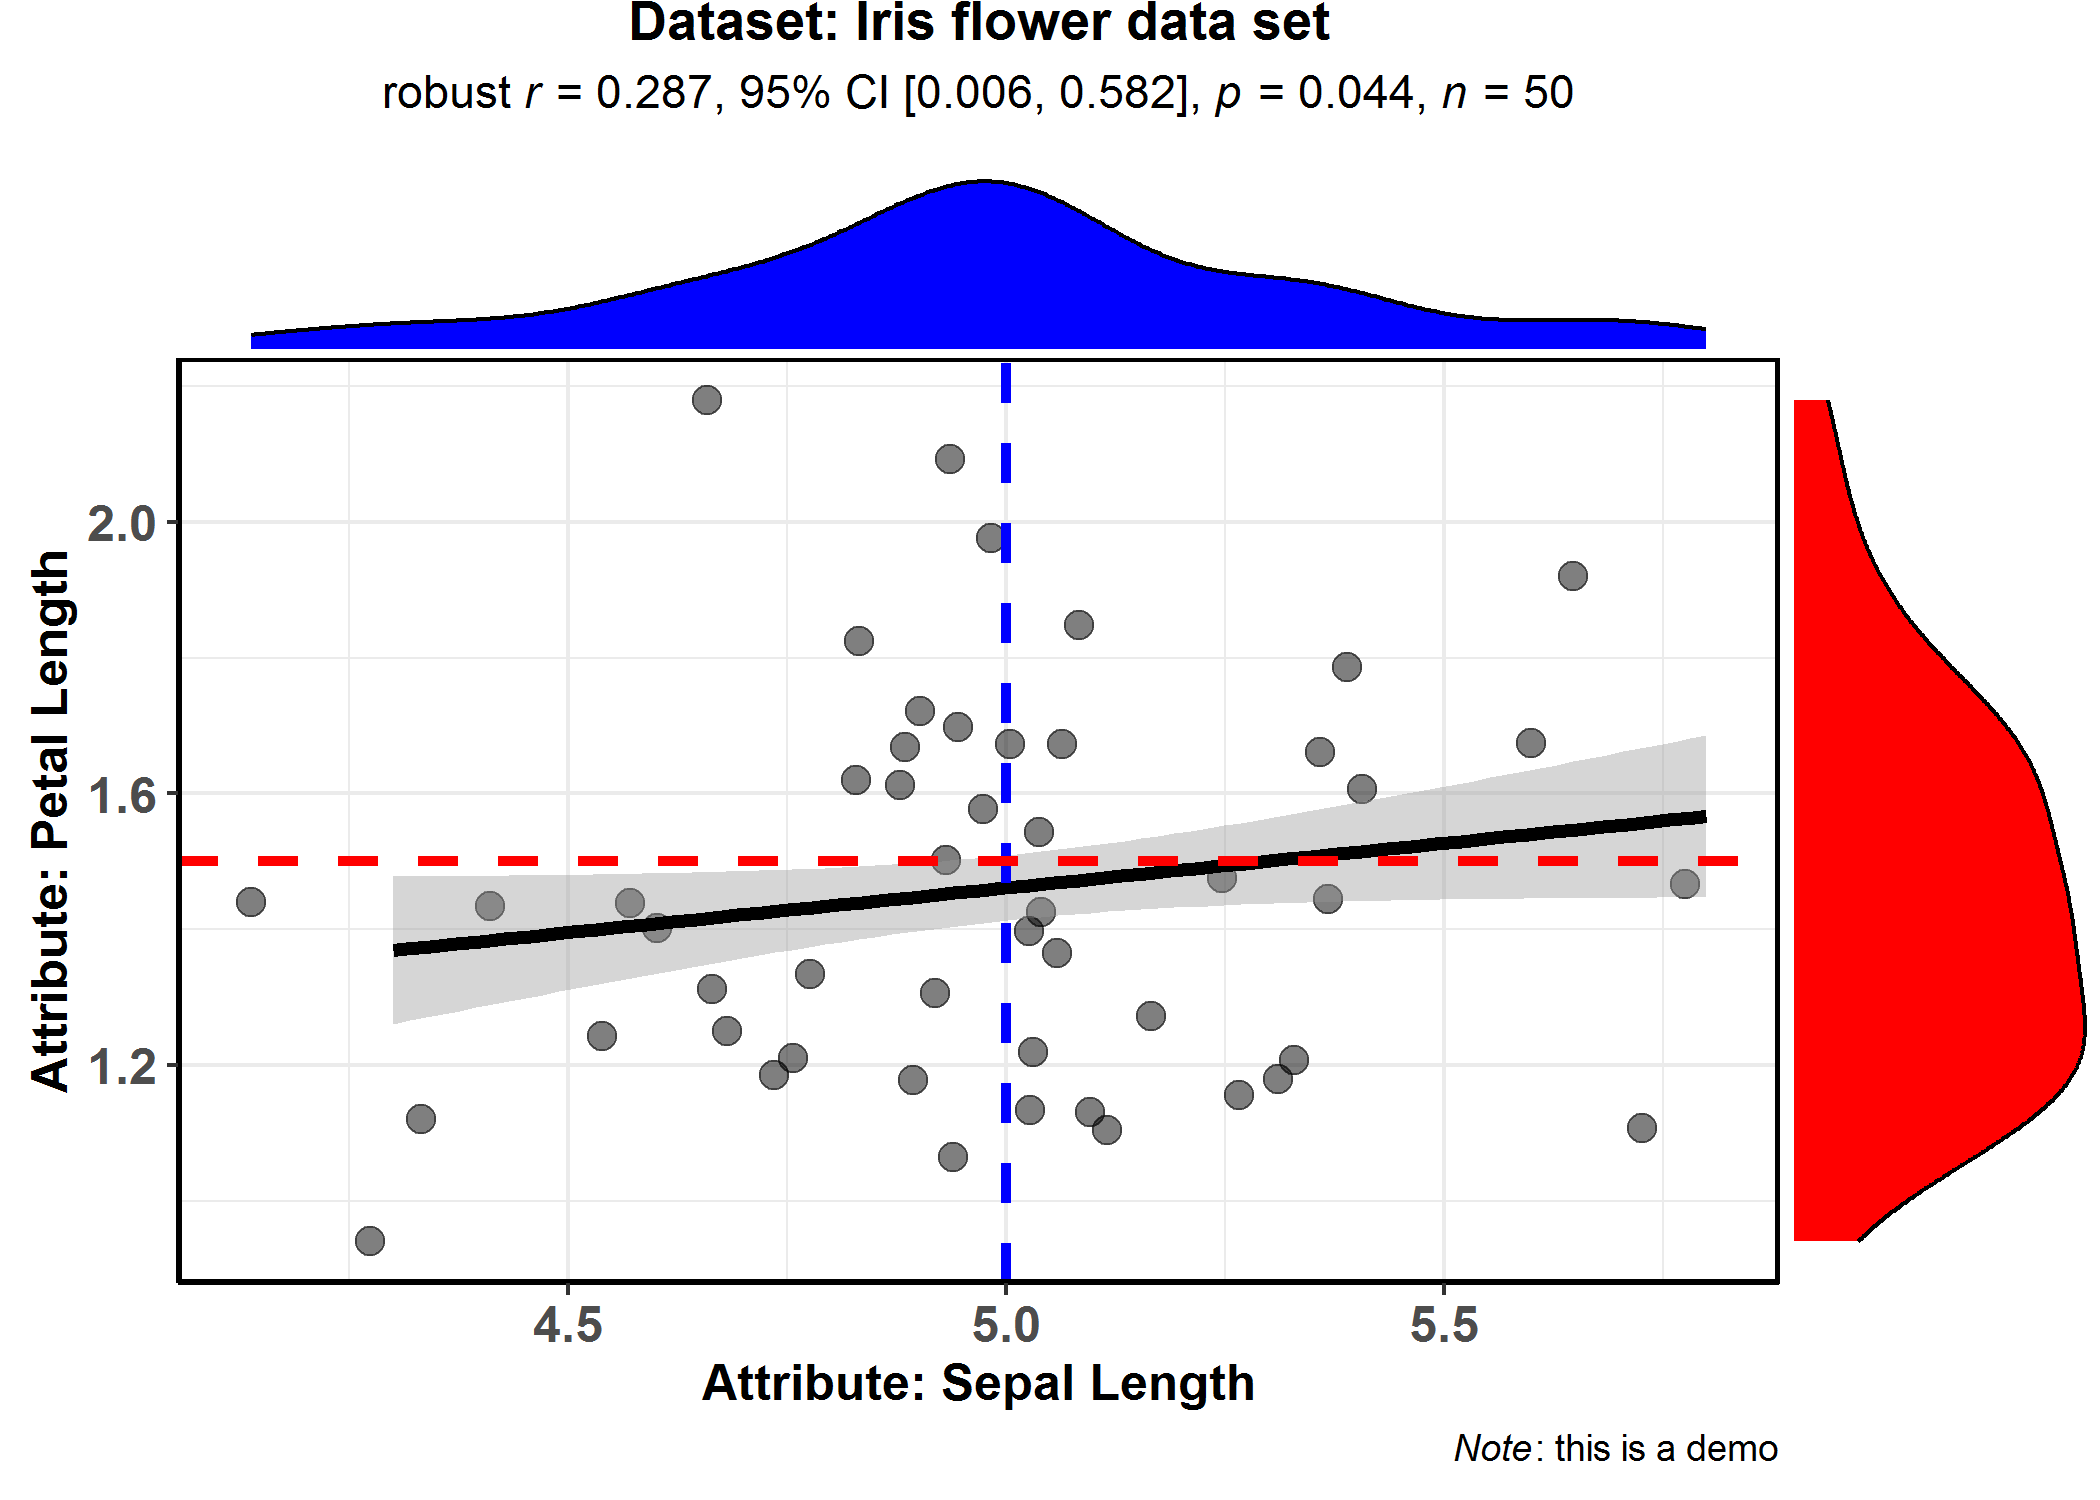 Dataset: Iris flower data set
robust r = 0.287, 95% CI [0.006, 0.582], p = 0.044, n = 50
Attribute: Petal Length
2.0
1.6
1.2
4.5 5.0 5.5
Attribute: Sepal Length
Note: this is a demo